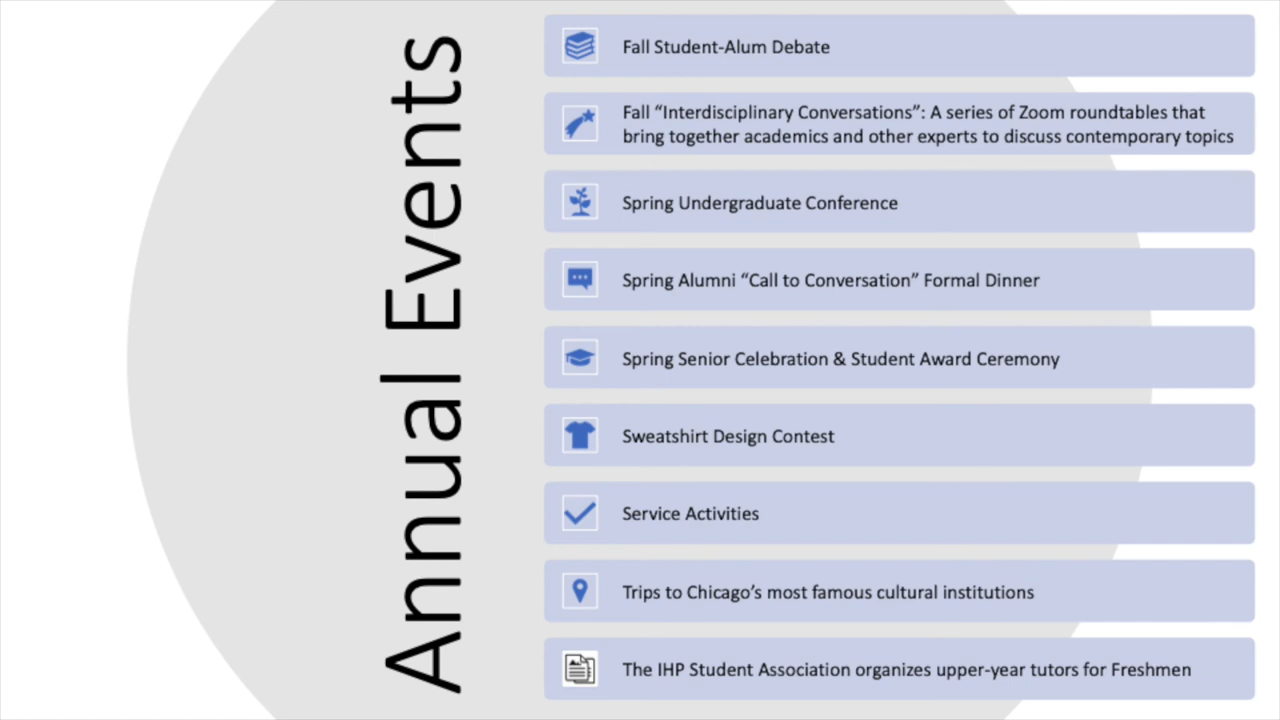 Annual Events
Fall Student-Alum Debate
Fall “Interdisciplinary Conversations”: A series of Zoom roundtables that
bring together academics and other experts to discuss contemporary topics
Spring Undergraduate Conference
Spring Alumni “Call to Conversation” Formal Dinner
Spring Senior Celebration & Student Award Ceremony
Sweatshirt Design Contest
Service Activities
Trips to Chicago’s most famous cultural institutions
The IHP Student Association organizes upper-year tutors for Freshmen